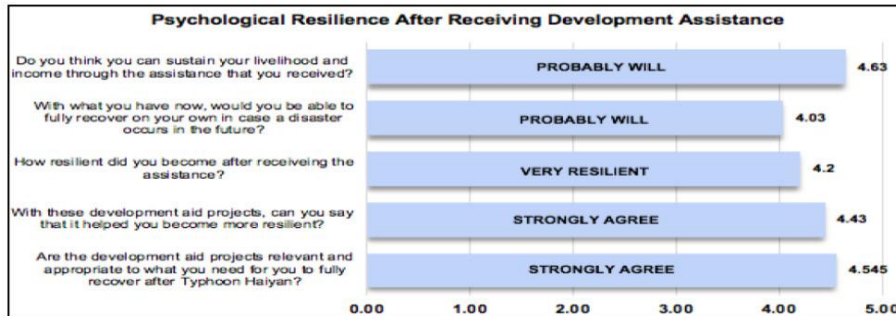 Psychological Resilience After Receiving Development Assistance
Do you think you can sustain your livelihood and
income through the assistance that you received?
PROBABLY WILL
4.63
With what you have now, would you be able to
fully recover on your own in case a disaster
occurs in the future?
PROBABLY WILL
4.03
How resilient did you become after receiveing the
assistance?
VERY RESILIENT
4.2
With these development aid projects, can you say
that it helped you become more resilient?
STRONGLY AGREE
4.43
Are the development aid projects relevant and
appropriate to what you need for you to fully
recover after Typhoon Haiyan?
STRONGLY AGREE
4.545
0.00 1.00 2.00 3.00 4.00 5.00